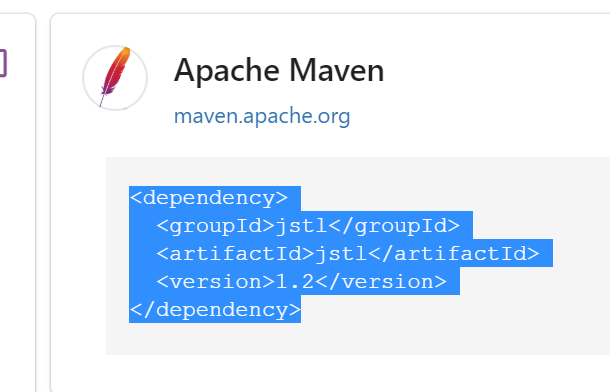 Apache Maven
maven.apache.org
<dependency>
  <groupId>jstl</groupId>
  <artifactId>jstl</artifactId>
  <version>1.2</version>
</dependency>